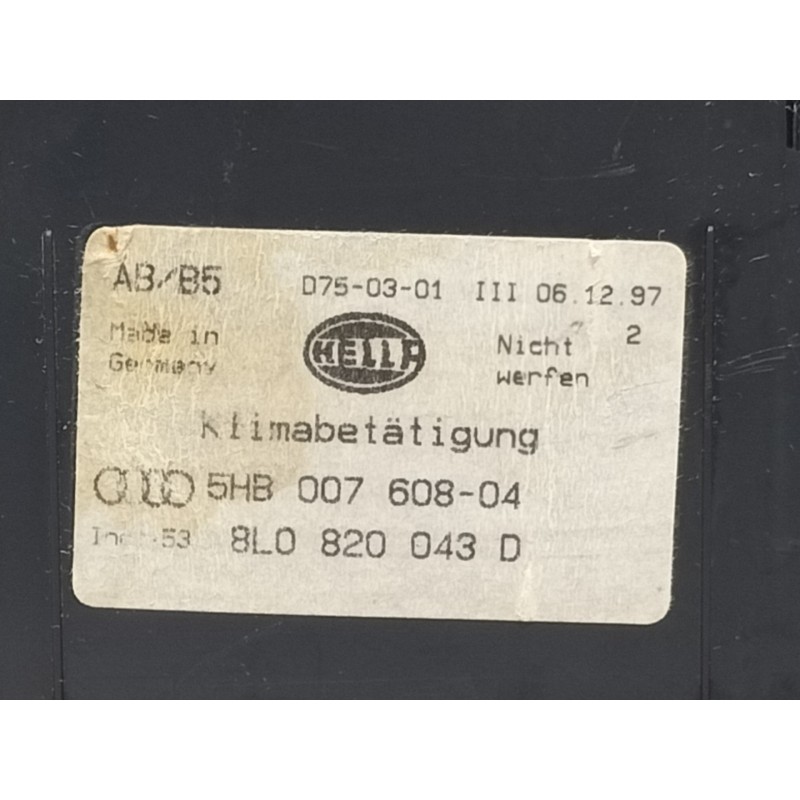 AB/B5 D75-03-01 III 06.12.97
Made in HELLA Nicht 2
Germany werfen
Klimabetätigung
5HB 007 608-04
53 8L0 820 043 D